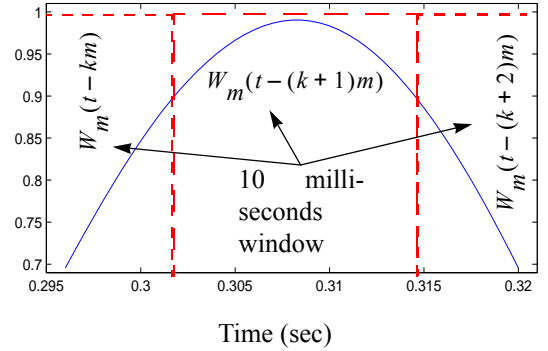 1
0.95
0.9
0.85
0.8
0.75
0.7
W_m(t – km)
W_m(t – (k + 1)m)
W_m(t – (k + 2)m)
10 milli-
seconds
window
0.295 0.3 0.305 0.31 0.315 0.32
Time (sec)